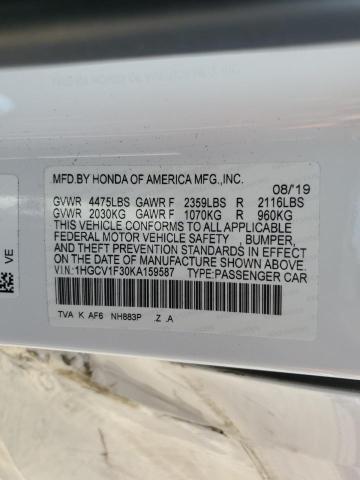 MFD.BY HONDA OF AMERICA MFG.,INC. 08/'19
GVWR 4475LBS GAWR F 2359LBS R 2116LBS
GVWR 2030KG GAWR F 1070KG R 960KG
THIS VEHICLE CONFORMS TO ALL APPLICABLE
FEDERAL MOTOR VEHICLE SAFETY , BUMPER,
AND THEFT PREVENTION STANDARDS IN EFFECT
ON THE DATE OF MANUFACTURE SHOWN ABOVE.
V.I.N:1HGCV1F30KA159587 TYPE:PASSENGER CAR
TVA K AF6 NH883P .Z .A
VE